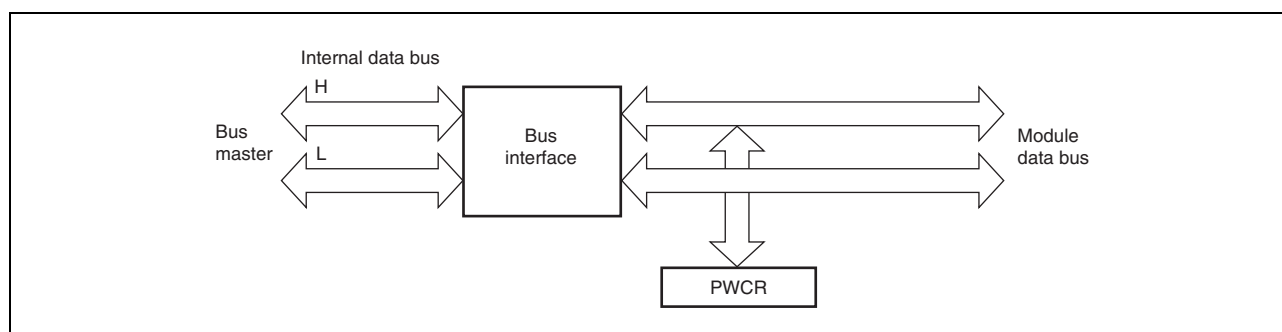 Internal data bus
H
Bus
master
L
Bus
interface
Module
data bus
PWCR